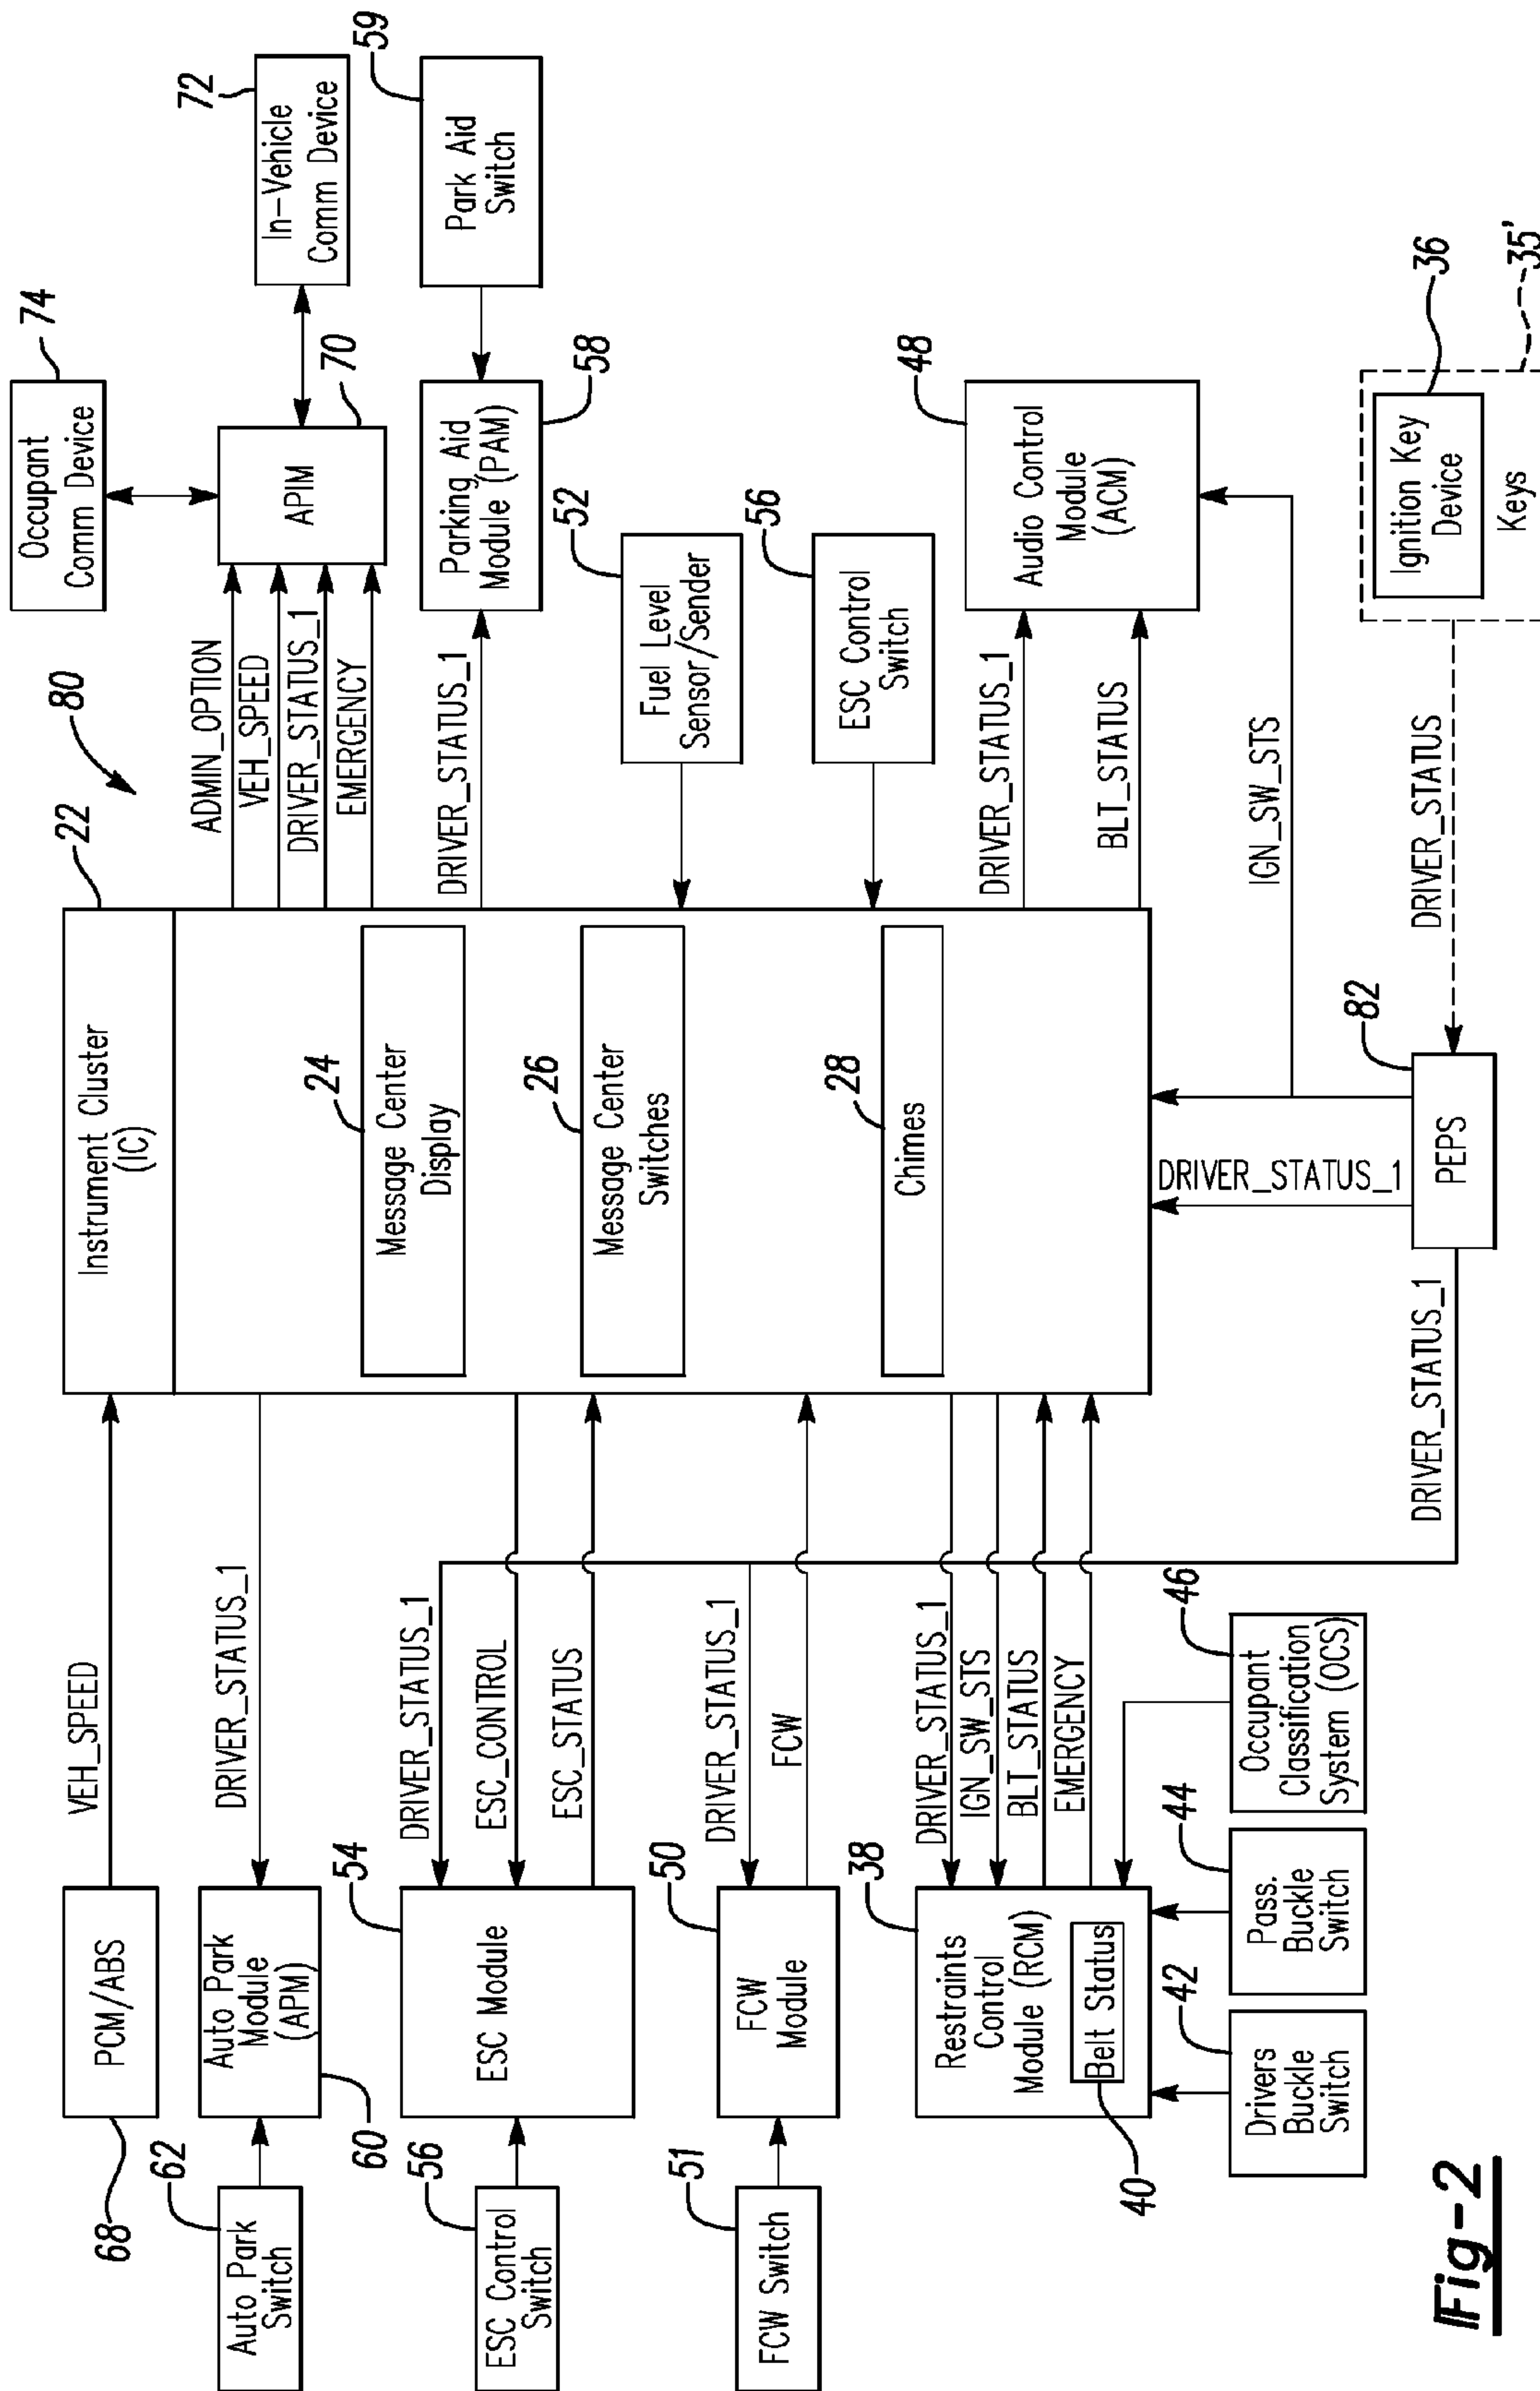 80
PCM/ABS
68
VEH_SPEED
Instrument Cluster
(IC)
22
Auto Park
Switch
62
Auto Park
Module
(APM)
60
DRIVER_STATUS_1
ESC Control
Switch
56
ESC Module
54
DRIVER_STATUS_1
ESC_CONTROL
ESC_STATUS
FCW Switch
51
FCW
Module
50
DRIVER_STATUS_1
FCW
Restraints
Control
Module (RCM)
38
Belt Status
40
DRIVER_STATUS_1
IGN_SW_STS
BLT_STATUS
EMERGENCY
Drivers
Buckle
Switch
42
Pass.
Buckle
Switch
44
Occupant
Classification
System (OCS)
46
24
Message Center
Display
26
Message Center
Switches
28
Chimes
ADMIN_OPTION
VEH_SPEED
DRIVER_STATUS_1
EMERGENCY
APIM
70
Occupant
Comm Device
74
In-Vehicle
Comm Device
72
DRIVER_STATUS_1
Parking Aid
Module (PAM)
58
Park Aid
Switch
59
Fuel Level
Sensor/Sender
52
ESC Control
Switch
56
DRIVER_STATUS_1
BLT_STATUS
Audio Control
Module
(ACM)
48
IGN_SW_STS
DRIVER_STATUS_1
DRIVER_STATUS_1
PEPS
82
DRIVER_STATUS
Ignition Key
Device
36
Keys
35'
Fig-2